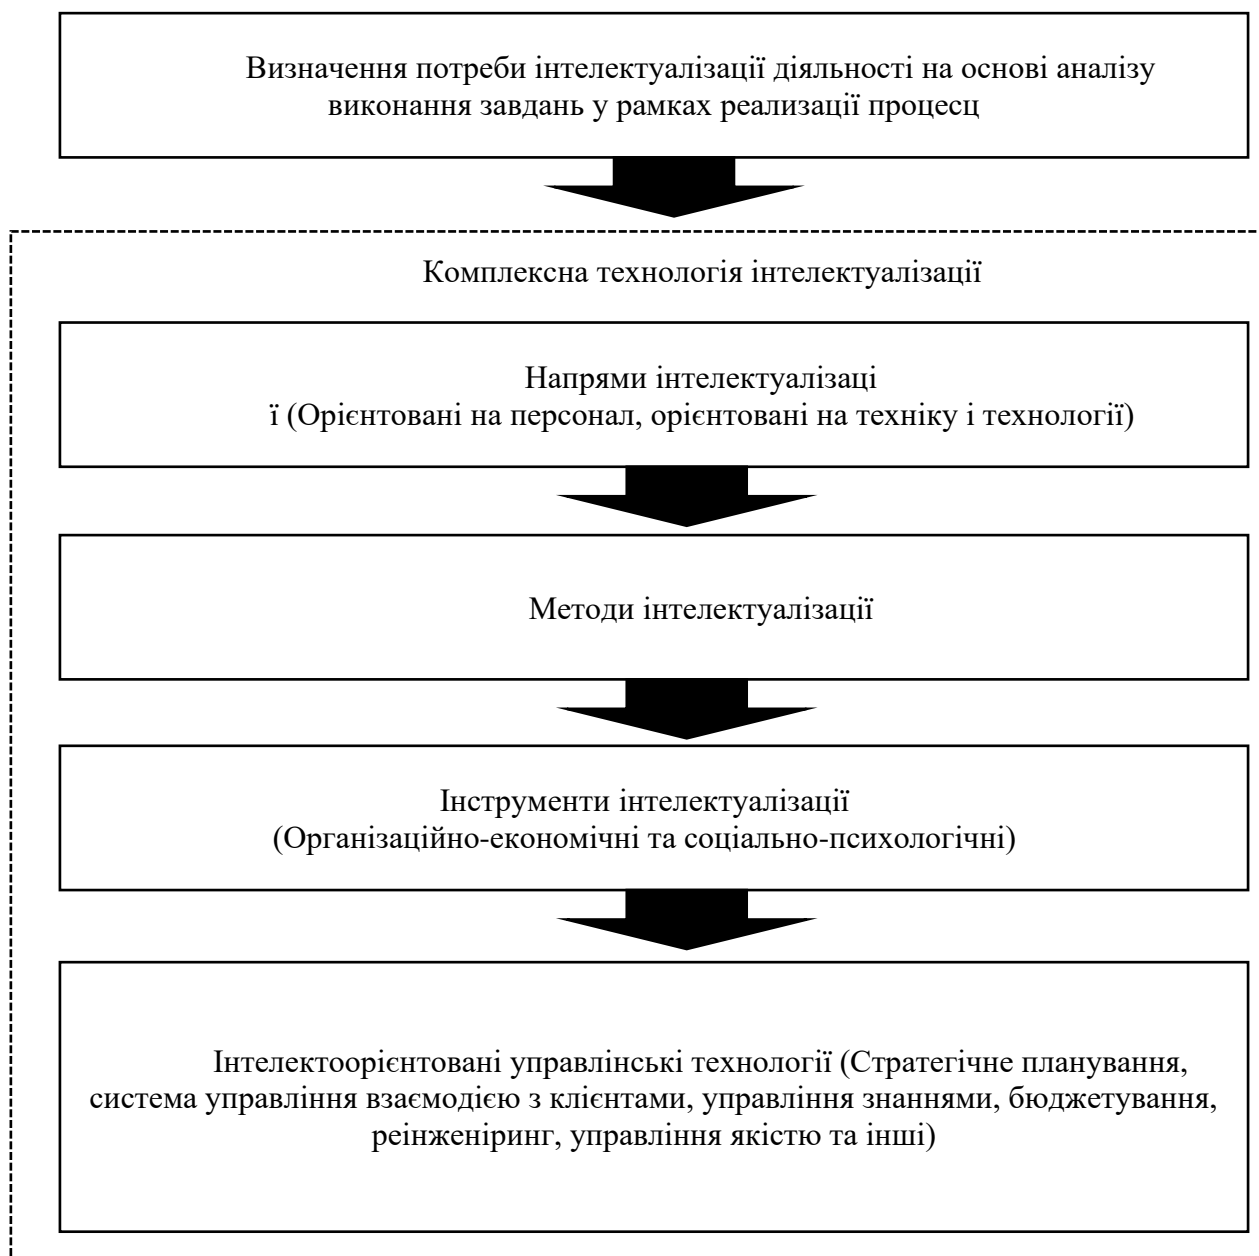 Визначення потреби інтелектуалізації діяльності на основі аналізу
виконання завдань у рамках реализації процесц
Комплексна технологія інтелектуалізації
Напрями інтелектуалізаці
ї (Орієнтовані на персонал, орієнтовані на техніку і технології)
Методи інтелектуалізації
Інструменти інтелектуалізації
(Організаційно-економічні та соціально-психологічні)
Інтелектоорієнтовані управлінські технології (Стратегічне планування,
система управління взаємодією з клієнтами, управління знаннями, бюджетування,
реінженіринг, управління якістю та інші)